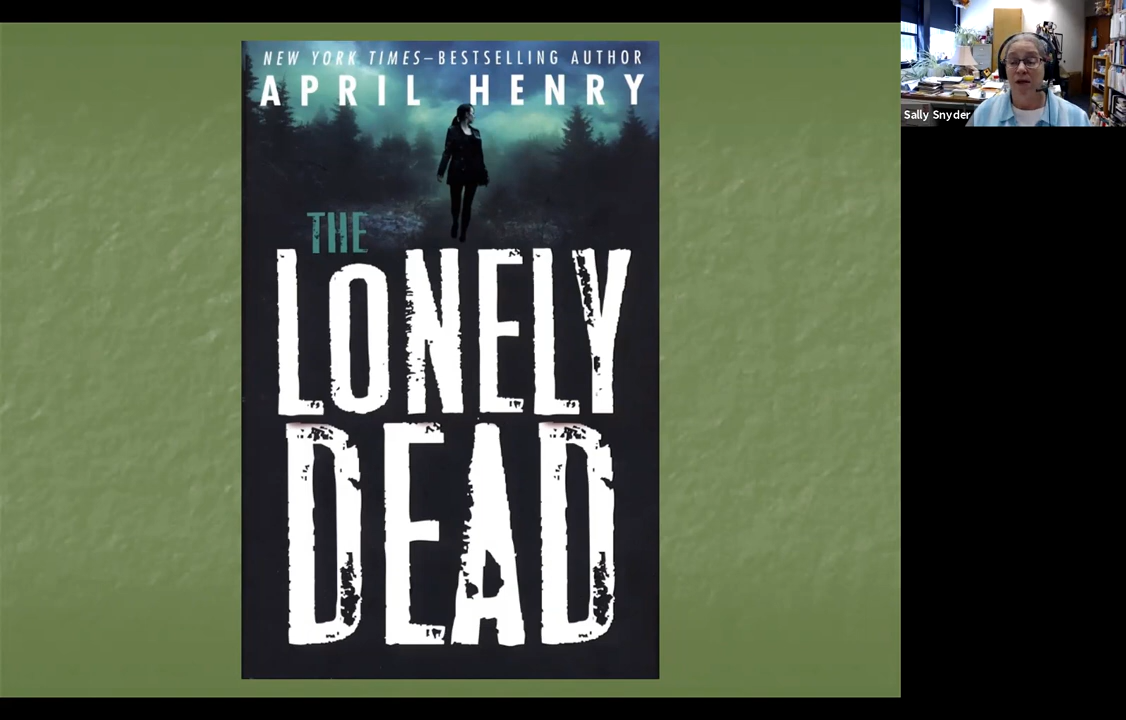 NEW YORK TIMES–BESTSELLING AUTHOR
APRIL HENRY
THE
LONELY
DEAD
Sally Snyder